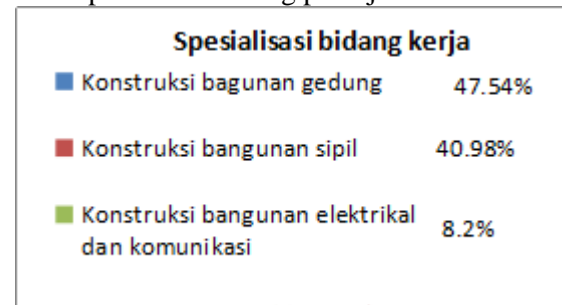 Spesialisasi bidang kerja
Konstruksi bagunan gedung 47.54%
Konstruksi bangunan sipil 40.98%
Konstruksi bangunan elektrikal
dan komunikasi 8.2%